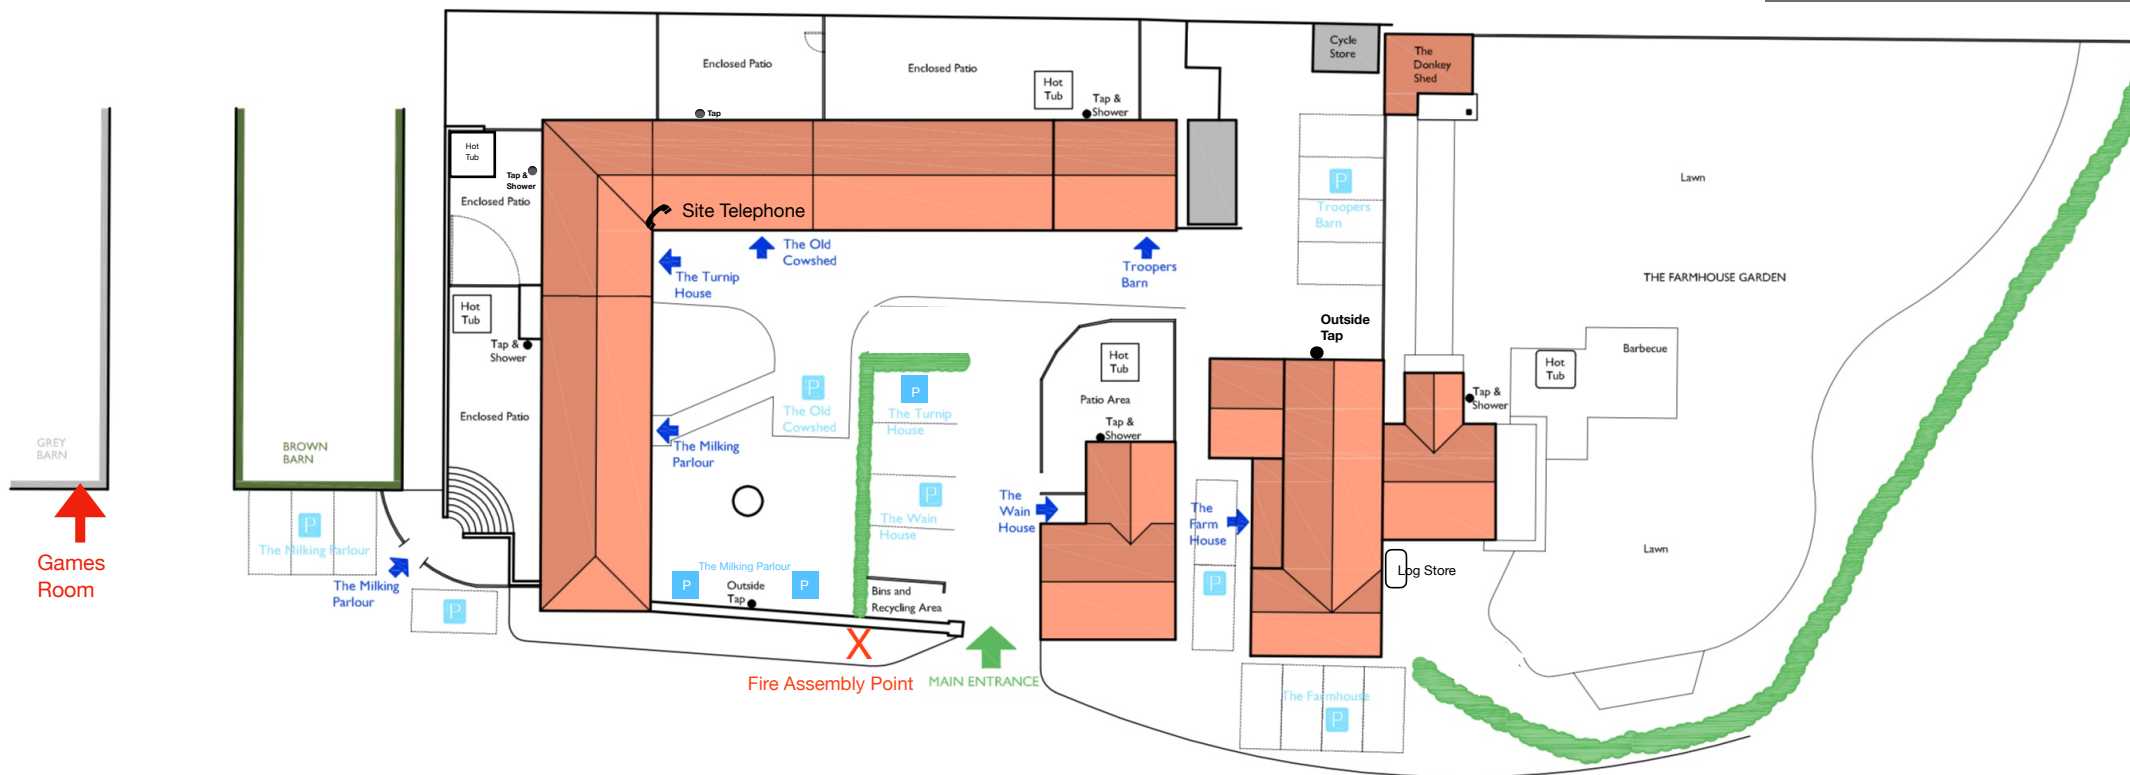 Cycle
Store
The
Donkey
Shed
Enclosed Patio
Enclosed Patio
Hot
Tub
Tap &
Shower
Tap
Hot
Tub
Tap &
Shower
Enclosed Patio
Site Telephone
P
Troopers
Barn
Lawn
The Old
Cowshed
The Turnip
House
Troopers
Barn
THE FARMHOUSE GARDEN
Hot
Tub
Tap &
Shower
Outside
Tap
Hot
Tub
Barbecue
Hot
Tub
Patio Area
Tap &
Shower
Tap &
Shower
P
The Old
Cowshed
P
The Turnip
House
Enclosed Patio
GREY
BARN
BROWN
BARN
The Milking
Parlour
P
The Wain
House
The
Wain
House
The
Farm
House
P
The Milking Parlour
Games
Room
The Milking
Parlour
P
The Milking Parlour
P
P
Outside
Tap
Bins and
Recycling Area
P
Log Store
Lawn
X
Fire Assembly Point
MAIN ENTRANCE
The Farmhouse
P